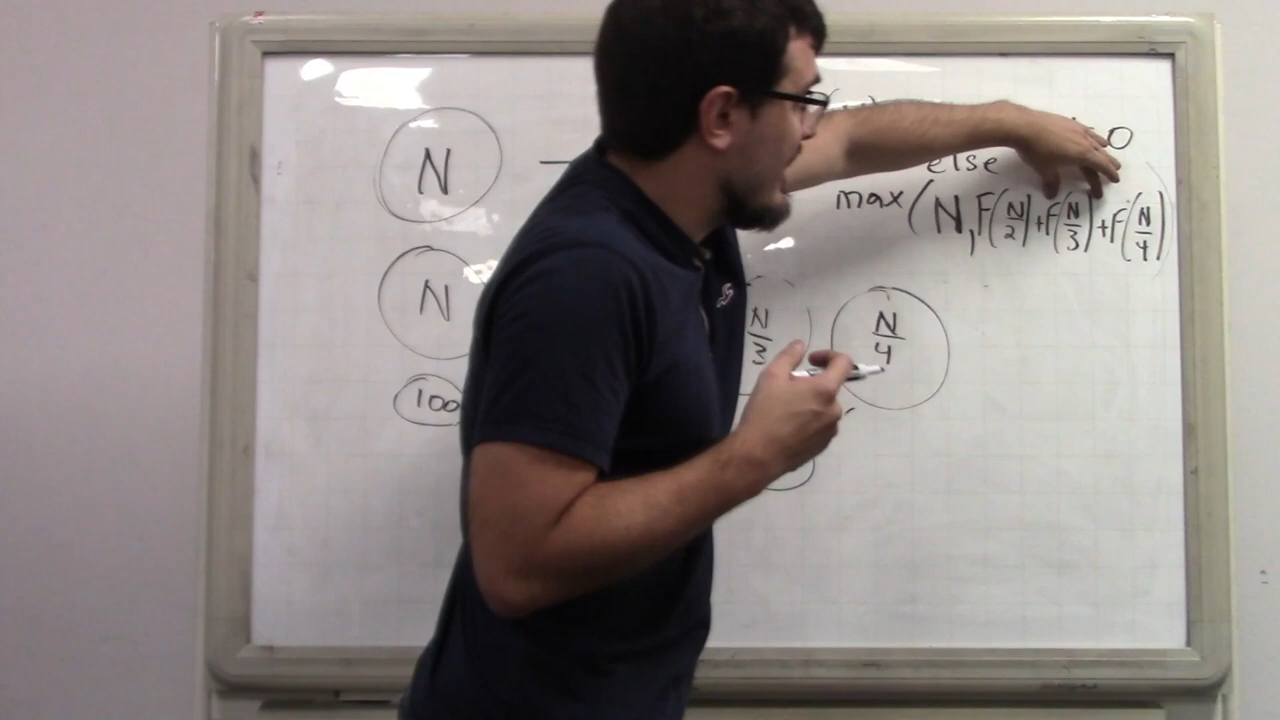 0
else
max(N, F(N/2)+F(N/3)+F(N/4))
N
N
N/3
N/4
100